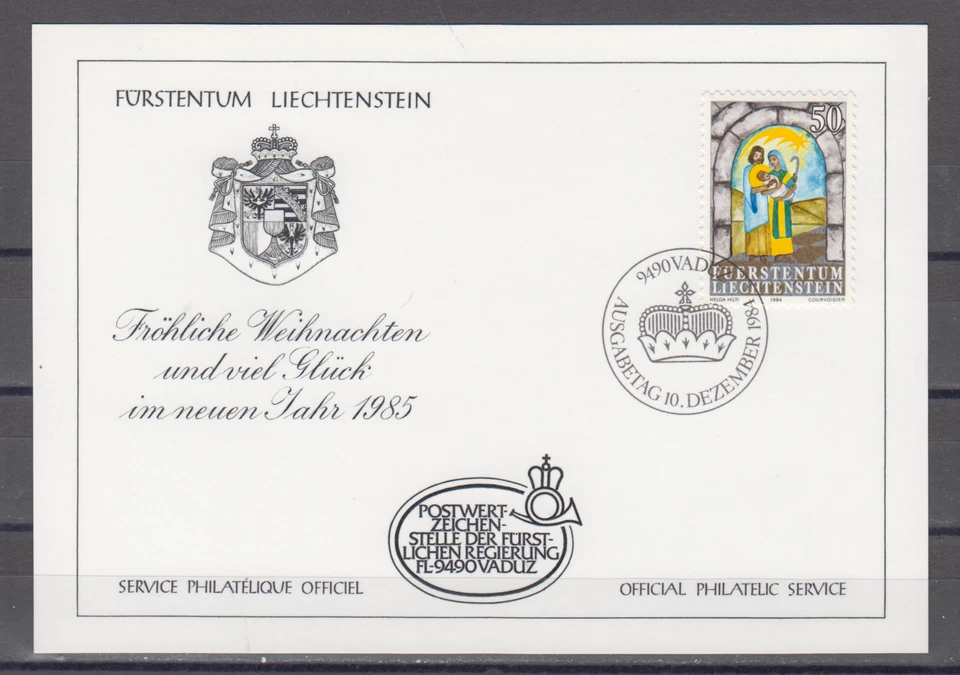 FÜRSTENTUM LIECHTENSTEIN
50
FUERSTENTUM
LIECHTENSTEIN
HELGA HILTI 1984 COURVOISIER
9490 VADUZ
AUSGABETAG 10. DEZEMBER 1984
Fröhliche Weihnachten
und viel Glück
im neuen Jahr 1985
POSTWERT-
ZEICHEN-
STELLE DER FÜRST-
LICHEN REGIERUNG
FL-9490 VADUZ
SERVICE PHILATÉLIQUE OFFICIEL
OFFICIAL PHILATELIC SERVICE